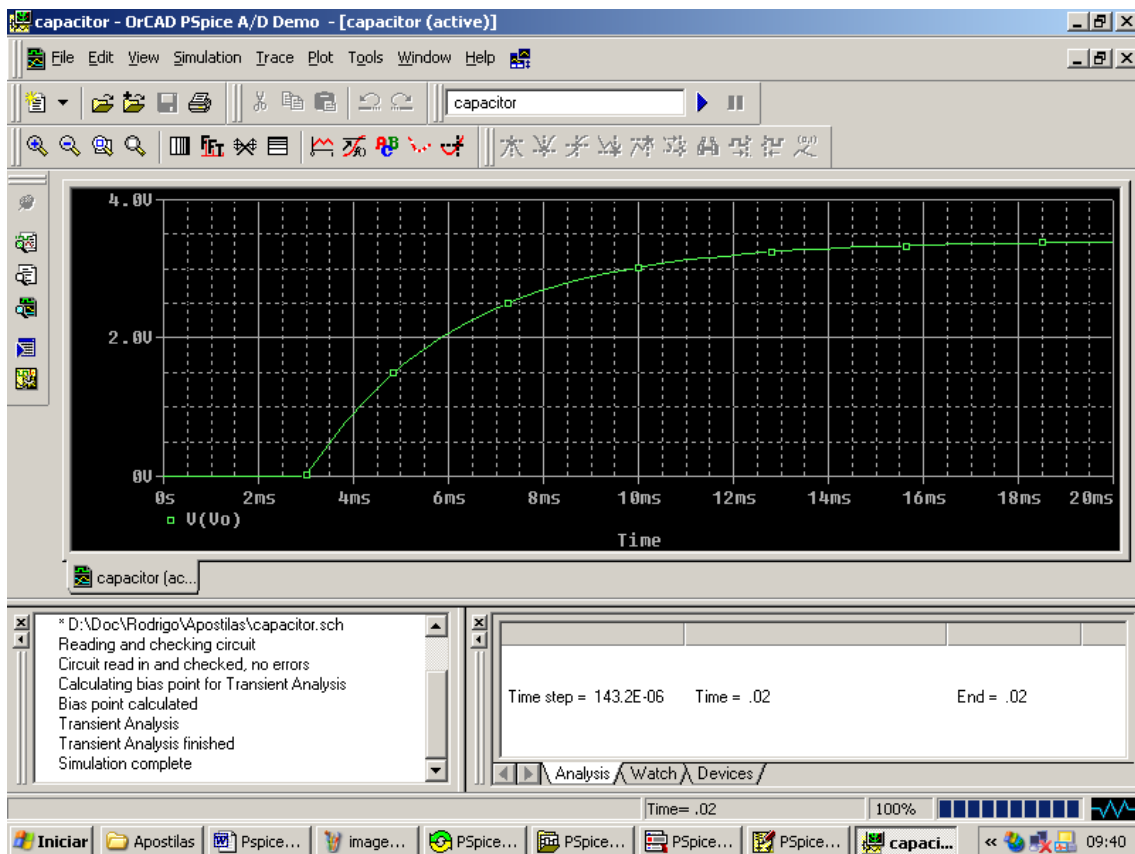 capacitor - OrCAD PSpice A/D Demo - [capacitor (active)]
File Edit View Simulation Trace Plot Tools Window Help
capacitor
FFT
ABC
4.0V
2.0V
0V
0s 2ms 4ms 6ms 8ms 10ms 12ms 14ms 16ms 18ms 20ms
V(Vo)
Time
capacitor (ac...
* D:\Doc\Rodrigo\Apostilas\capacitor.sch
Reading and checking circuit
Circuit read in and checked, no errors
Calculating bias point for Transient Analysis
Bias point calculated
Transient Analysis
Transient Analysis finished
Simulation complete
Time step = 143.2E-06 Time = .02 End = .02
Analysis Watch Devices
Time= .02 100%
Iniciar Apostilas Pspice... image... PSpice... PSpice... PSpice... PSpice... capaci... « 09:40